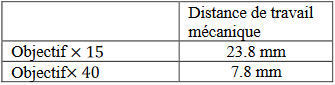 Distance de travail
mécanique
Objectif × 15 23.8 mm
Objectif× 40 7.8 mm